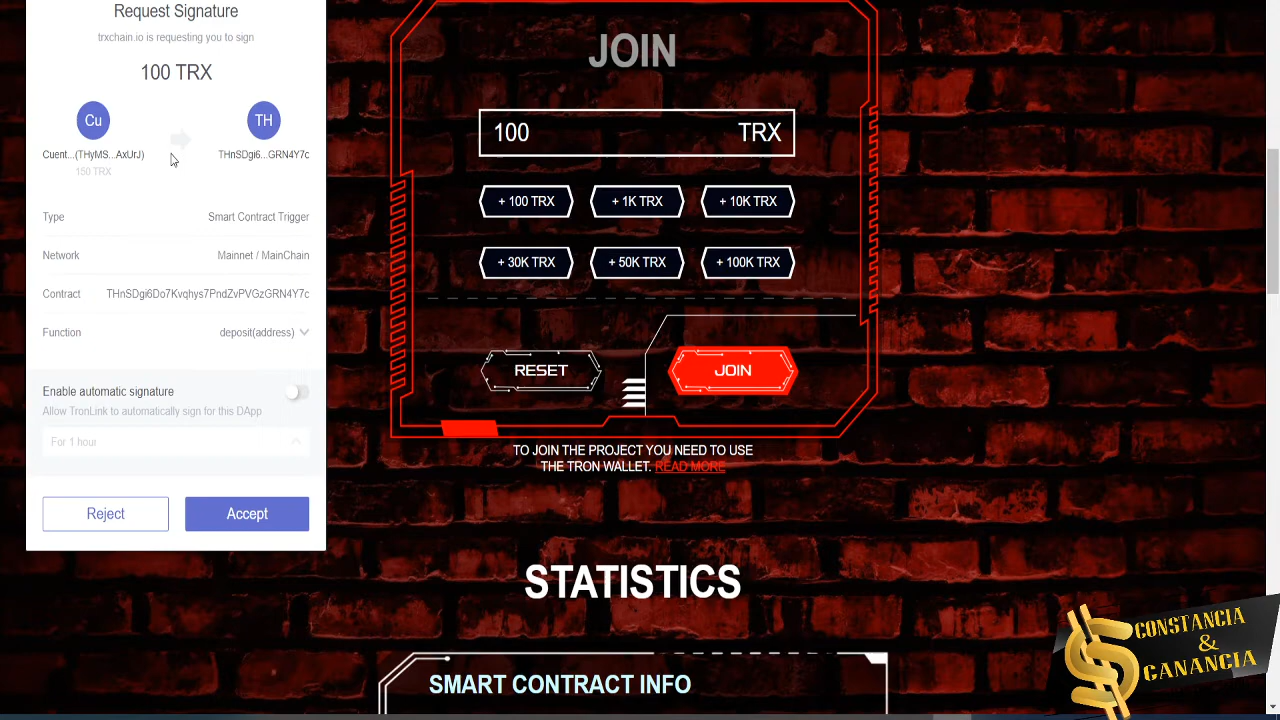 Request Signature
trxchain.io is requesting you to sign
100 TRX
Cu
TH
Cuent...(THyMS...AxUrJ)
THnSDgi6...GRN4Y7c
150 TRX
Type
Smart Contract Trigger
Network
Mainnet / MainChain
Contract
THnSDgi6Do7Kvqhys7PndZvPVGzGRN4Y7c
Function
deposit(address)
Enable automatic signature
Allow TronLink to automatically sign for this DApp
For 1 hour
Reject
Accept
JOIN
100
TRX
+ 100 TRX
+ 1K TRX
+ 10K TRX
+ 30K TRX
+ 50K TRX
+ 100K TRX
RESET
JOIN
TO JOIN THE PROJECT YOU NEED TO USE
THE TRON WALLET. READ MORE
STATISTICS
SMART CONTRACT INFO
CONSTANCIA
&
GANANCIA